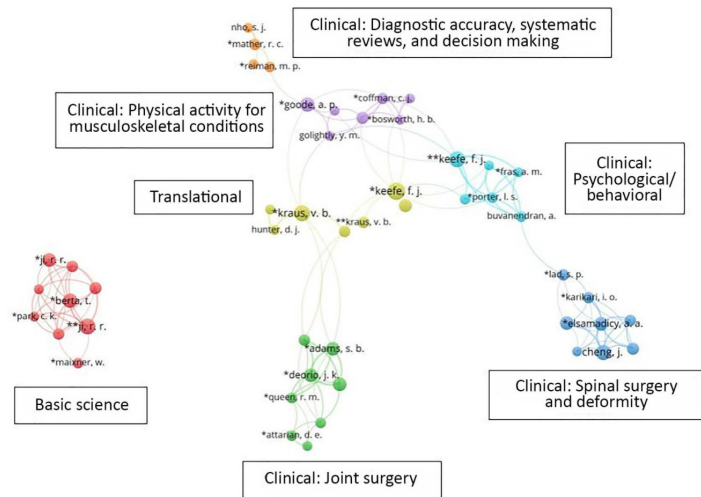 nho, s. j.
*mather, r. c.
*reiman, m. p.
Clinical: Diagnostic accuracy, systematic
reviews, and decision making
Clinical: Physical activity for
musculoskeletal conditions
*goode, a. p.
*coffman, c. j.
*bosworth, h. b.
golightly, y. m.
**keefe, f. j.
*fras, a. m.
*porter, l. s.
buvanendran, a.
Clinical:
Psychological/
behavioral
Translational
*kraus, v. b.
hunter, d. j.
*keefe, f. j.
**kraus, v. b.
*ji, r. r.
*berta, t.
*park, c. k.
**ji, r. r.
*maixner, w.
Basic science
*lad, s. p.
*karikari, i. o.
*elsamadicy, a. a.
cheng, j.
Clinical: Spinal surgery
and deformity
*adams, s. b.
*deorio, j. k.
*queen, r. m.
*attarian, d. e.
Clinical: Joint surgery